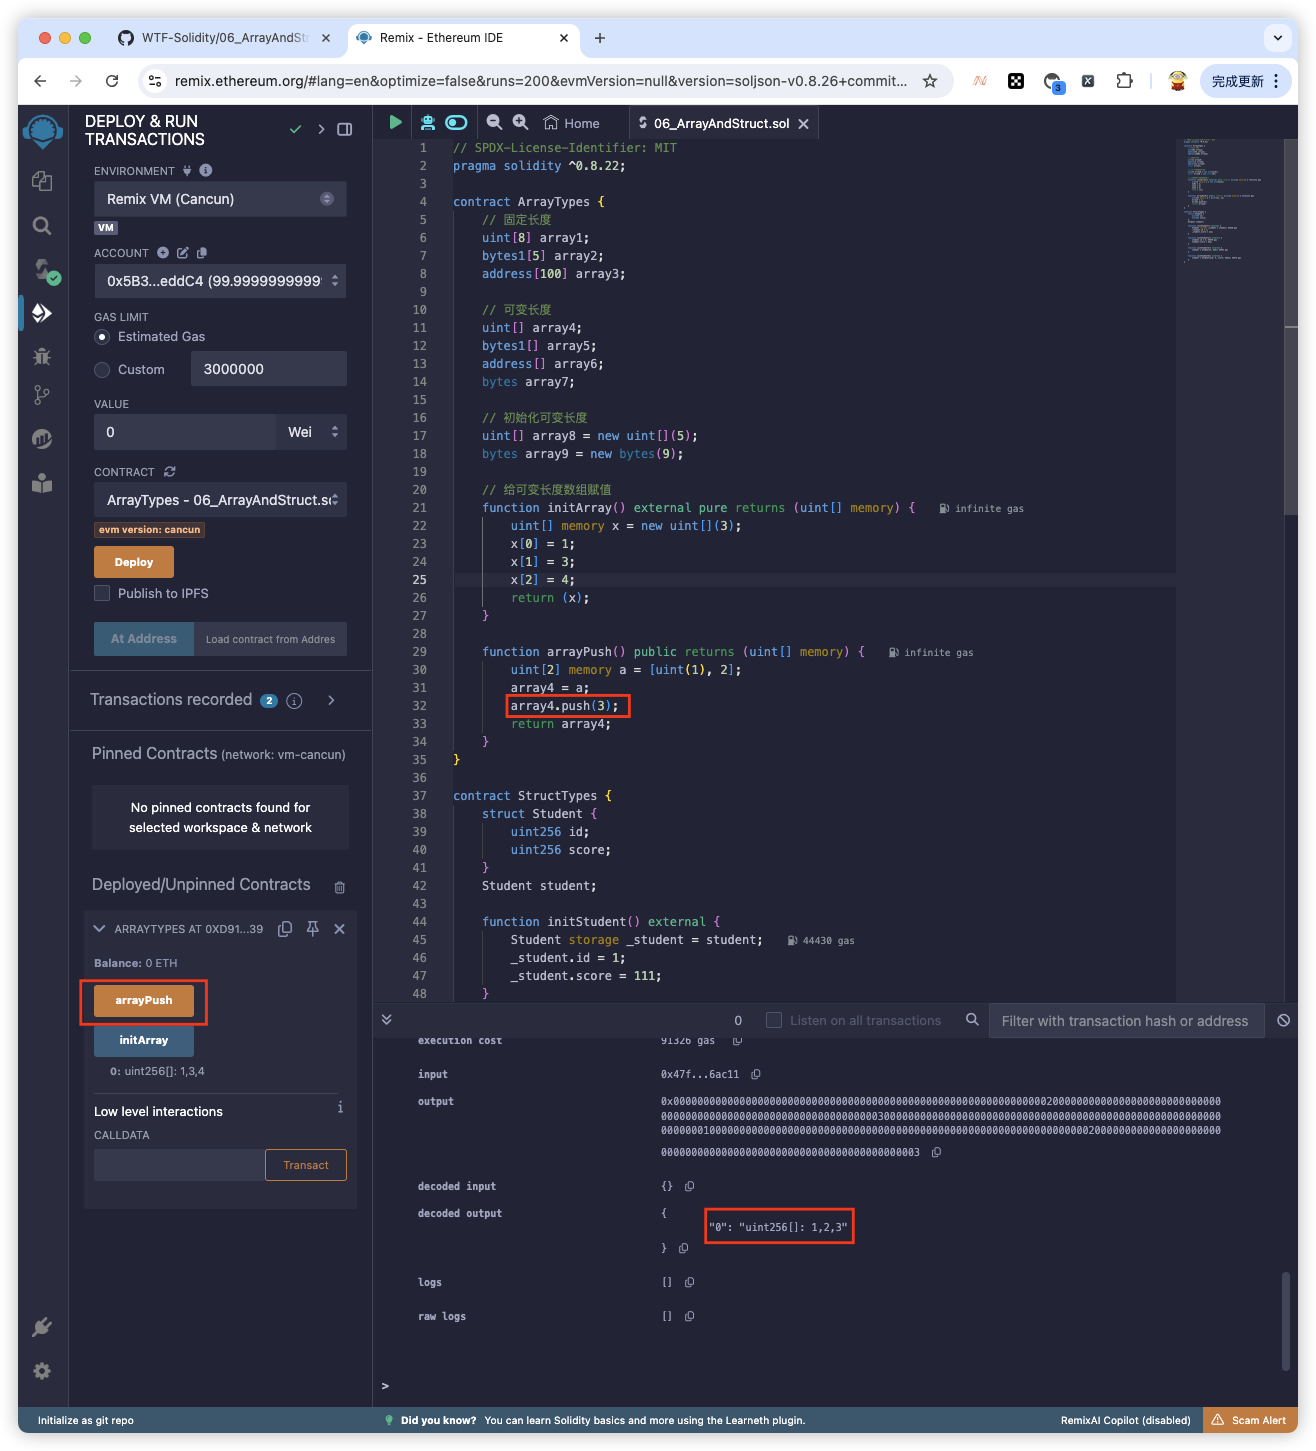 WTF-Solidity/06_ArrayAndSt
Remix - Ethereum IDE
remix.ethereum.org/#lang=en&optimize=false&runs=200&evmVersion=null&version=soljson-v0.8.26+commit...
3
完成更新
DEPLOY & RUN
TRANSACTIONS
ENVIRONMENT
Remix VM (Cancun)
VM
ACCOUNT
0x5B3...eddC4 (99.9999999999
GAS LIMIT
Estimated Gas
Custom
3000000
VALUE
0
Wei
CONTRACT
ArrayTypes - 06_ArrayAndStruct.so
evm version: cancun
Deploy
Publish to IPFS
At Address
Load contract from Addres
Transactions recorded 2 i
Pinned Contracts (network: vm-cancun)
No pinned contracts found for
selected workspace & network
Deployed/Unpinned Contracts
ARRAYTYPES AT 0XD91...39
Balance: 0 ETH
arrayPush
initArray
0: uint256[]: 1,3,4
Low level interactions
i
CALLDATA
Transact
Home
06_ArrayAndStruct.sol
1 // SPDX-License-Identifier: MIT
2 pragma solidity ^0.8.22;
3
4 contract ArrayTypes {
5 // 固定长度
6 uint[8] array1;
7 bytes1[5] array2;
8 address[100] array3;
9
10 // 可变长度
11 uint[] array4;
12 bytes1[] array5;
13 address[] array6;
14 bytes array7;
15
16 // 初始化可变长度
17 uint[] array8 = new uint[](5);
18 bytes array9 = new bytes(9);
19
20 // 给可变长度数组赋值
21 function initArray() external pure returns (uint[] memory) { infinite gas
22 uint[] memory x = new uint[](3);
23 x[0] = 1;
24 x[1] = 3;
25 x[2] = 4;
26 return (x);
27 }
28
29 function arrayPush() public returns (uint[] memory) { infinite gas
30 uint[2] memory a = [uint(1), 2];
31 array4 = a;
32 array4.push(3);
33 return array4;
34 }
35 }
36
37 contract StructTypes {
38 struct Student {
39 uint256 id;
40 uint256 score;
41 }
42 Student student;
43
44 function initStudent() external {
45 Student storage _student = student; 44430 gas
46 _student.id = 1;
47 _student.score = 111;
48 }
0
Listen on all transactions
Filter with transaction hash or address
execution cost 91326 gas
input 0x47f...6ac11
output
decoded input {}
decoded output {
"0": "uint256[]: 1,2,3"
}
logs []
raw logs []
>
Initialize as git repo
Did you know? You can learn Solidity basics and more using the Learneth plugin.
RemixAI Copilot (disabled)
Scam Alert